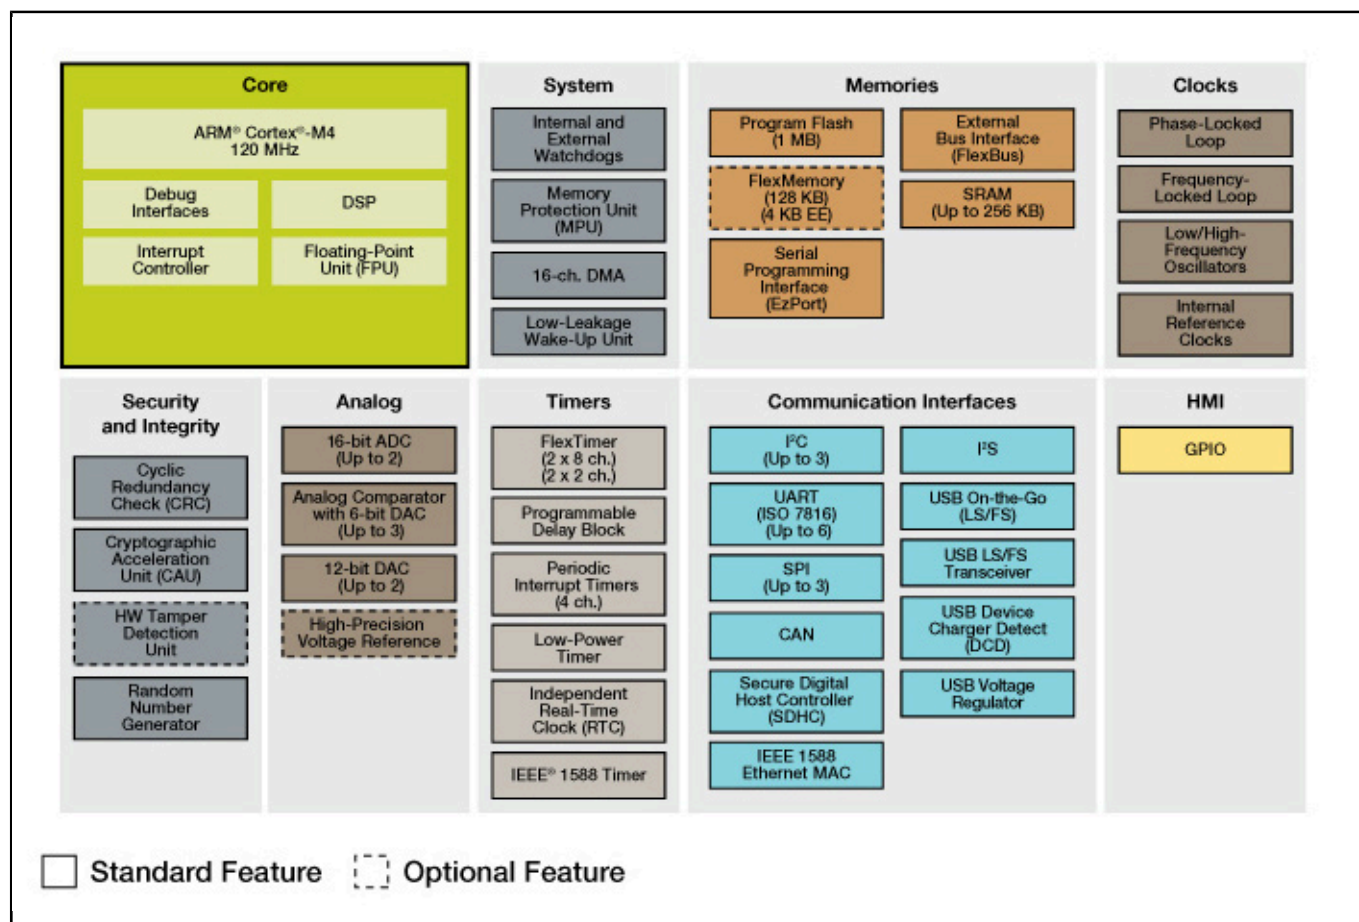 Core
ARM® Cortex®-M4
120 MHz
Debug
Interfaces
DSP
Interrupt
Controller
Floating-Point
Unit (FPU)
System
Internal and
External
Watchdogs
Memory
Protection Unit
(MPU)
16-ch. DMA
Low-Leakage
Wake-Up Unit
Memories
Program Flash
(1 MB)
External
Bus Interface
(FlexBus)
FlexMemory
(128 KB)
(4 KB EE)
SRAM
(Up to 256 KB)
Serial
Programming
Interface
(EzPort)
Clocks
Phase-Locked
Loop
Frequency-
Locked Loop
Low/High-
Frequency
Oscillators
Internal
Reference
Clocks
Security
and Integrity
Cyclic
Redundancy
Check (CRC)
Cryptographic
Acceleration
Unit (CAU)
HW Tamper
Detection
Unit
Random
Number
Generator
Analog
16-bit ADC
(Up to 2)
Analog Comparator
with 6-bit DAC
(Up to 3)
12-bit DAC
(Up to 2)
High-Precision
Voltage Reference
Timers
FlexTimer
(2 x 8 ch.)
(2 x 2 ch.)
Programmable
Delay Block
Periodic
Interrupt Timers
(4 ch.)
Low-Power
Timer
Independent
Real-Time
Clock (RTC)
IEEE® 1588 Timer
Communication Interfaces
I²C
(Up to 3)
I²S
UART
(ISO 7816)
(Up to 6)
USB On-the-Go
(LS/FS)
SPI
(Up to 3)
USB LS/FS
Transceiver
CAN
USB Device
Charger Detect
(DCD)
Secure Digital
Host Controller
(SDHC)
USB Voltage
Regulator
IEEE 1588
Ethernet MAC
HMI
GPIO
Standard Feature
Optional Feature